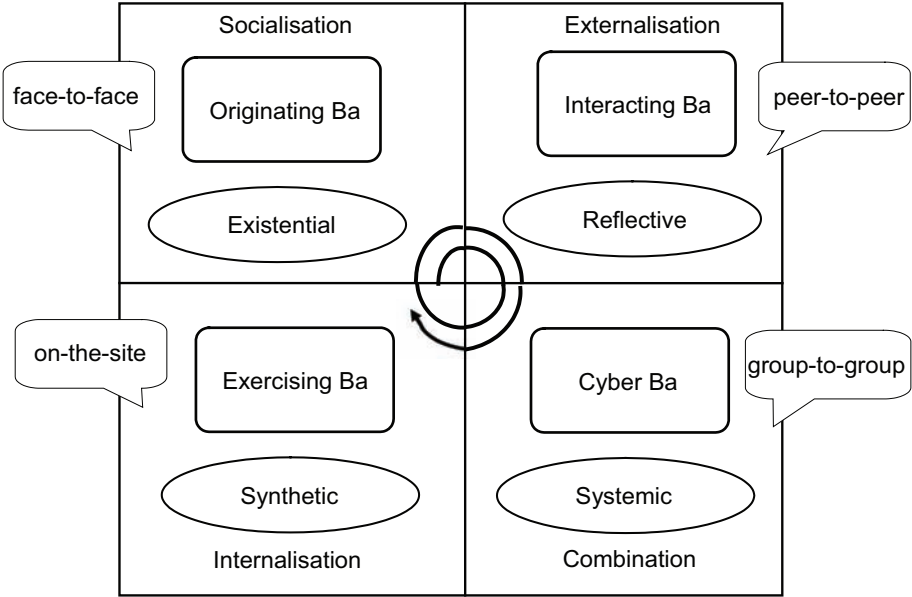 Socialisation
Externalisation
face-to-face
Originating Ba
Interacting Ba
peer-to-peer
Existential
Reflective
on-the-site
Exercising Ba
Cyber Ba
group-to-group
Synthetic
Systemic
Internalisation
Combination